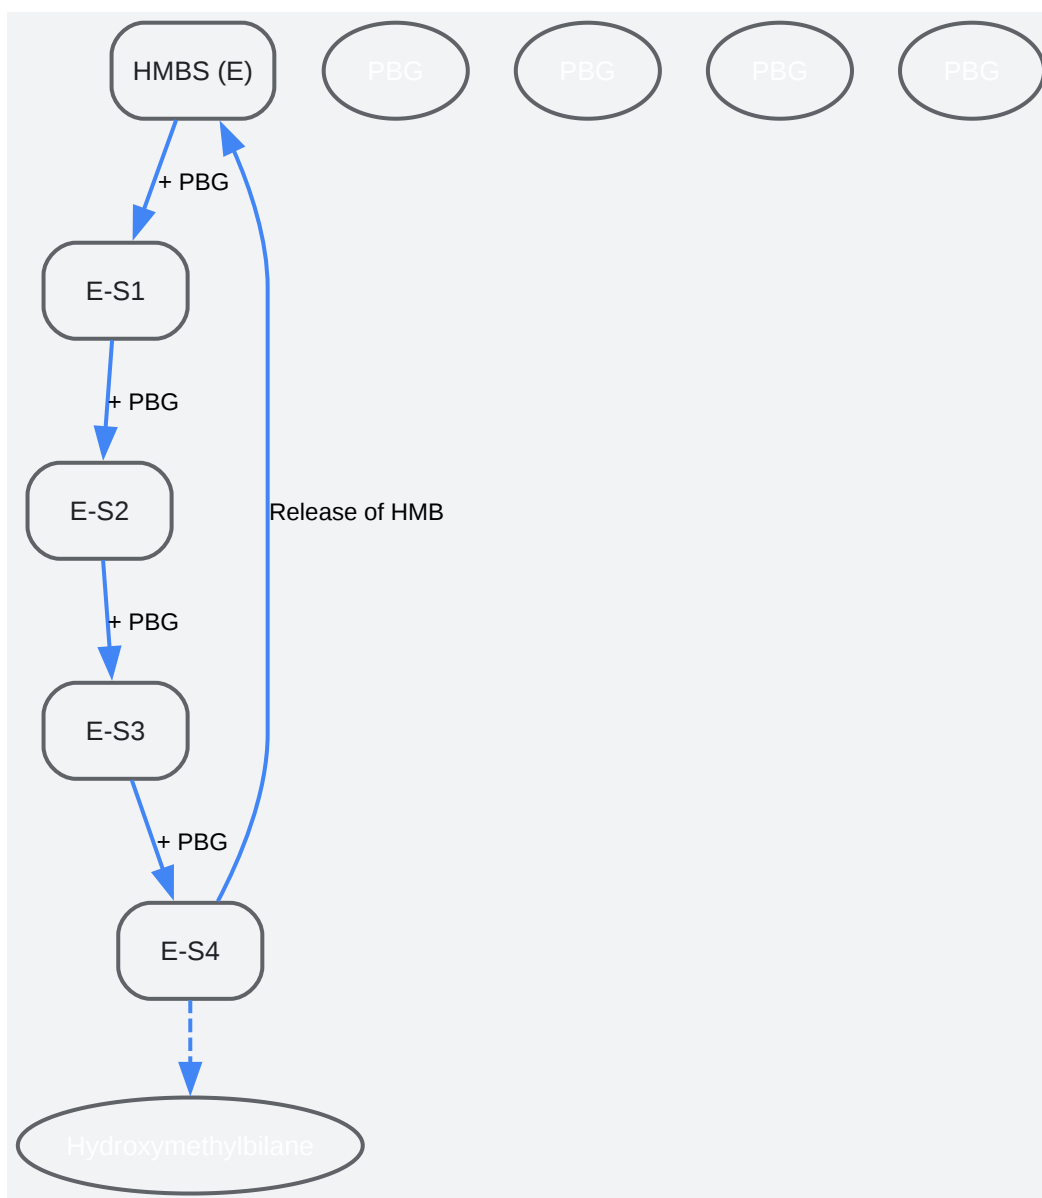 HMBS (E)
PBG
PBG
PBG
PBG
+ PBG
E-S1
+ PBG
E-S2
Release of HMB
+ PBG
E-S3
+ PBG
E-S4
Hydroxymethylbilane